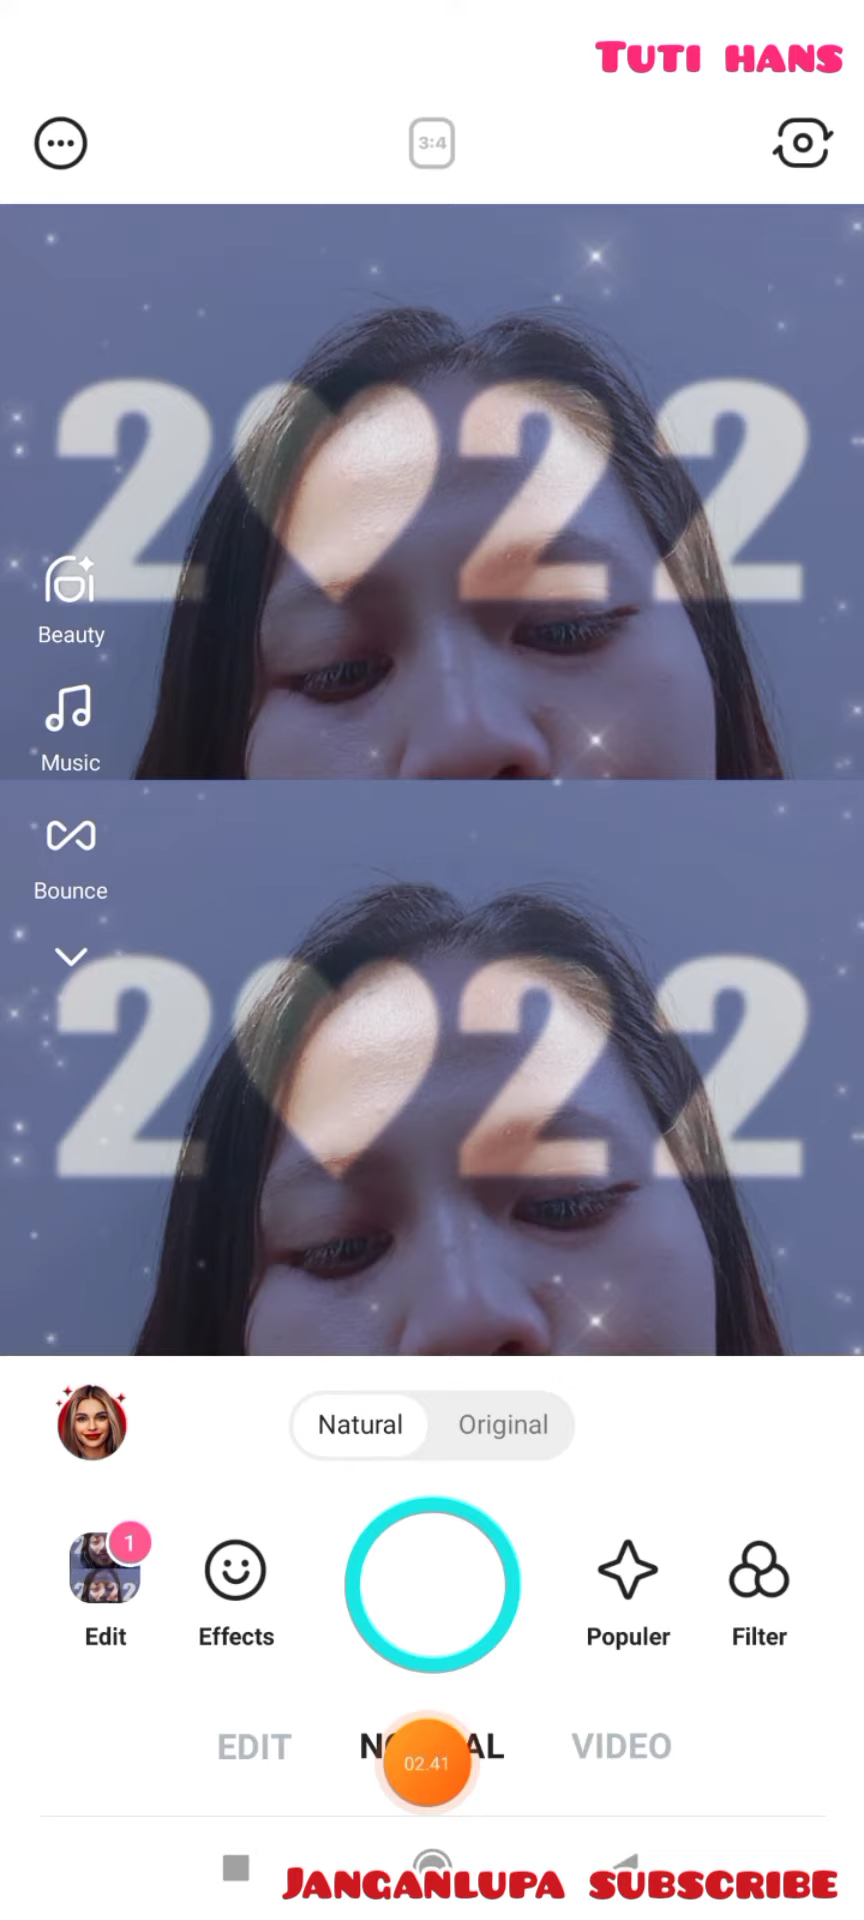 TUTI HANS
3:4
2022
Beauty
Music
Bounce
2022
Natural Original
1
Edit Effects Populer Filter
EDIT NORMAL VIDEO
02.41
JANGANLUPA SUBSCRIBE